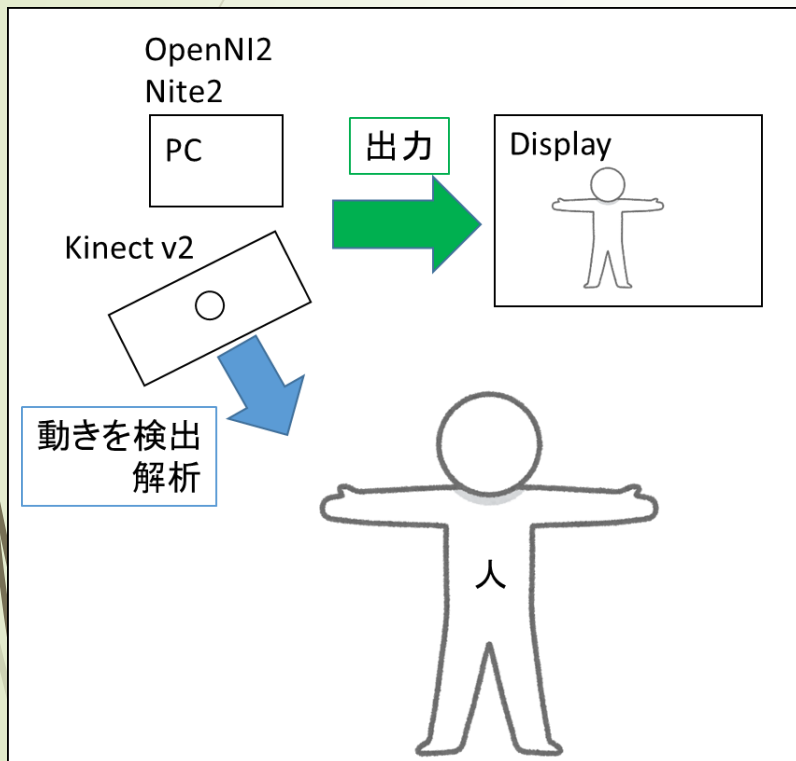 OpenNI2
Nite2
PC
出力
Display
Kinect v2
動きを検出
解析
人